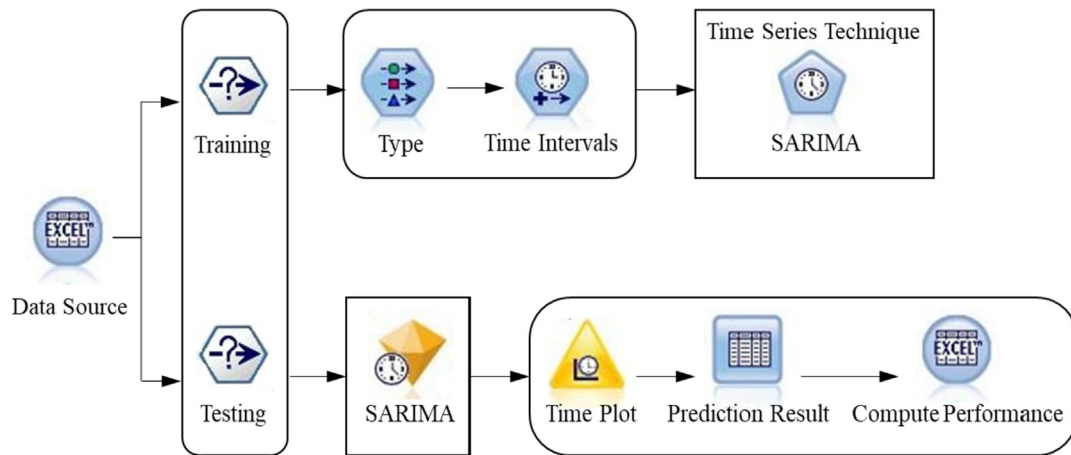 Time Series Technique
Training
Type
Time Intervals
SARIMA
EXCEL
Data Source
Testing
SARIMA
Time Plot
Prediction Result
EXCEL
Compute Performance